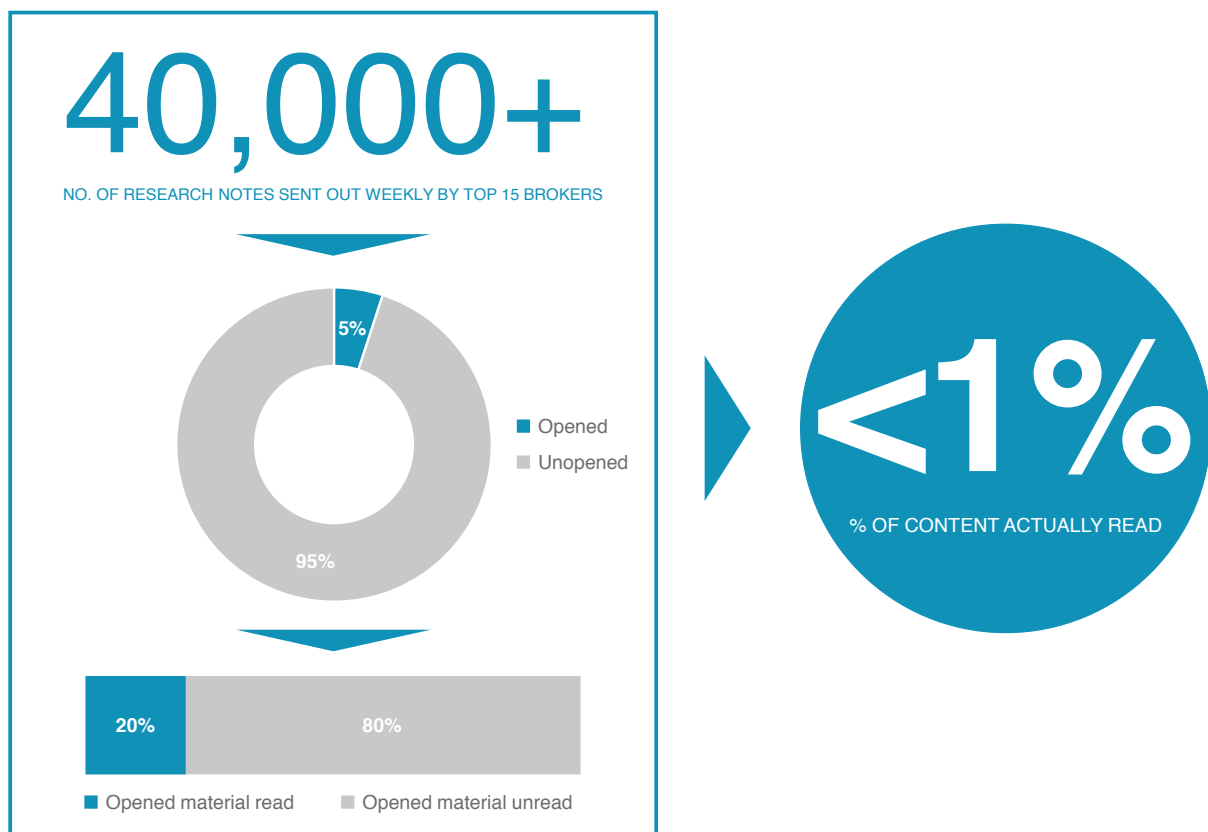 40,000+
NO. OF RESEARCH NOTES SENT OUT WEEKLY BY TOP 15 BROKERS
5%
Opened
Unopened
95%
20%
80%
Opened material read
Opened material unread
<1%
% OF CONTENT ACTUALLY READ